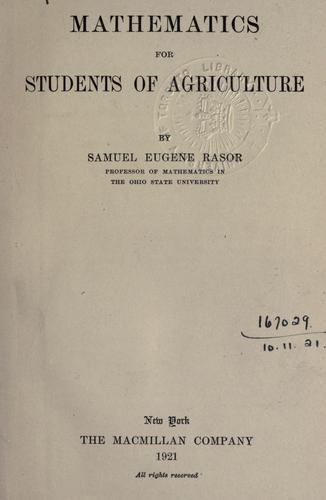 MATHEMATICS
FOR
STUDENTS OF AGRICULTURE
BY
SAMUEL EUGENE RASOR
PROFESSOR OF MATHEMATICS IN
THE OHIO STATE UNIVERSITY
167029
10.11.21.
New York
THE MACMILLAN COMPANY
1921
All rights reserved